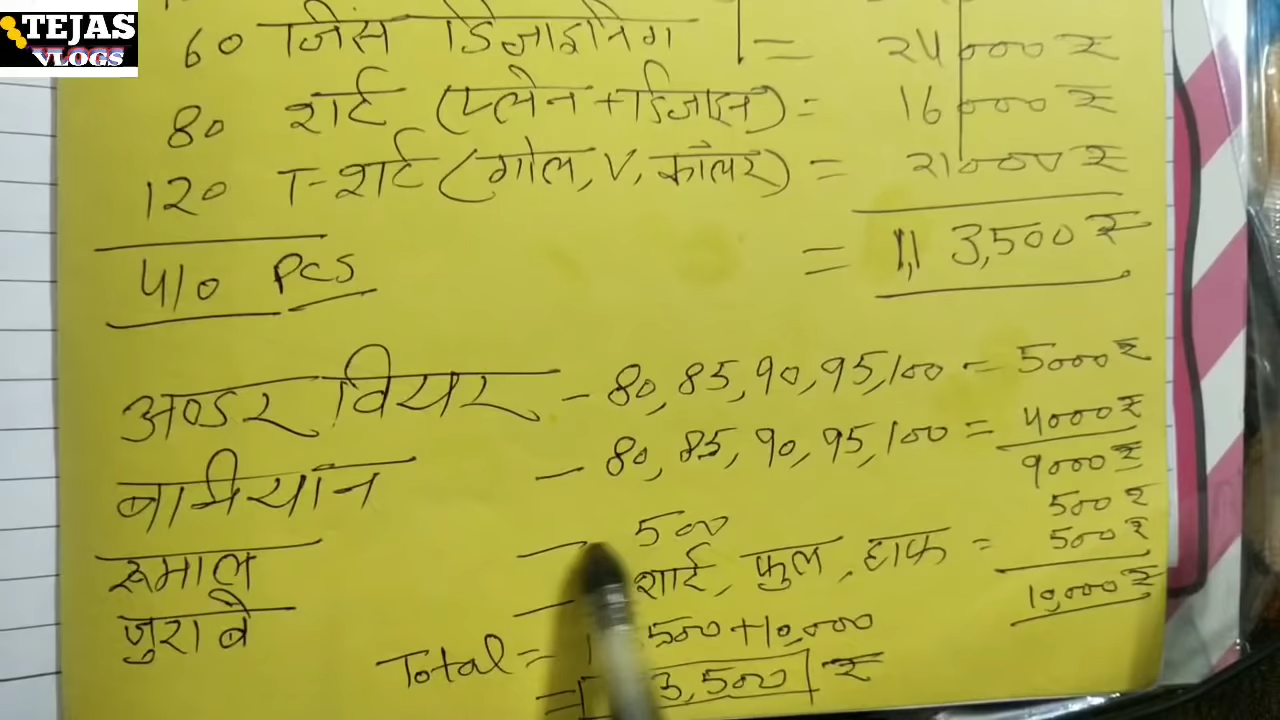 TEJAS
VLOGS
60 जिंस डिजाइनिंग = 24000 ₹
80 शर्ट (प्लेन + डिजाइन) = 16000 ₹
120 T-शर्ट (गोल, V, कॉलर) = 21000 ₹
410 Pcs = 1,13,500 ₹
अण्डर वियर - 80, 85, 90, 95, 100 = 5000 ₹
बानियॉन - 80, 85, 90, 95, 100 = 4000 ₹
9000 ₹
रूमाल - 500 500 ₹
जुराबे - शार्ट, फुल, हाफ = 500 ₹
10,000 ₹
Total = 500 + 10,000
= 3,500 ₹